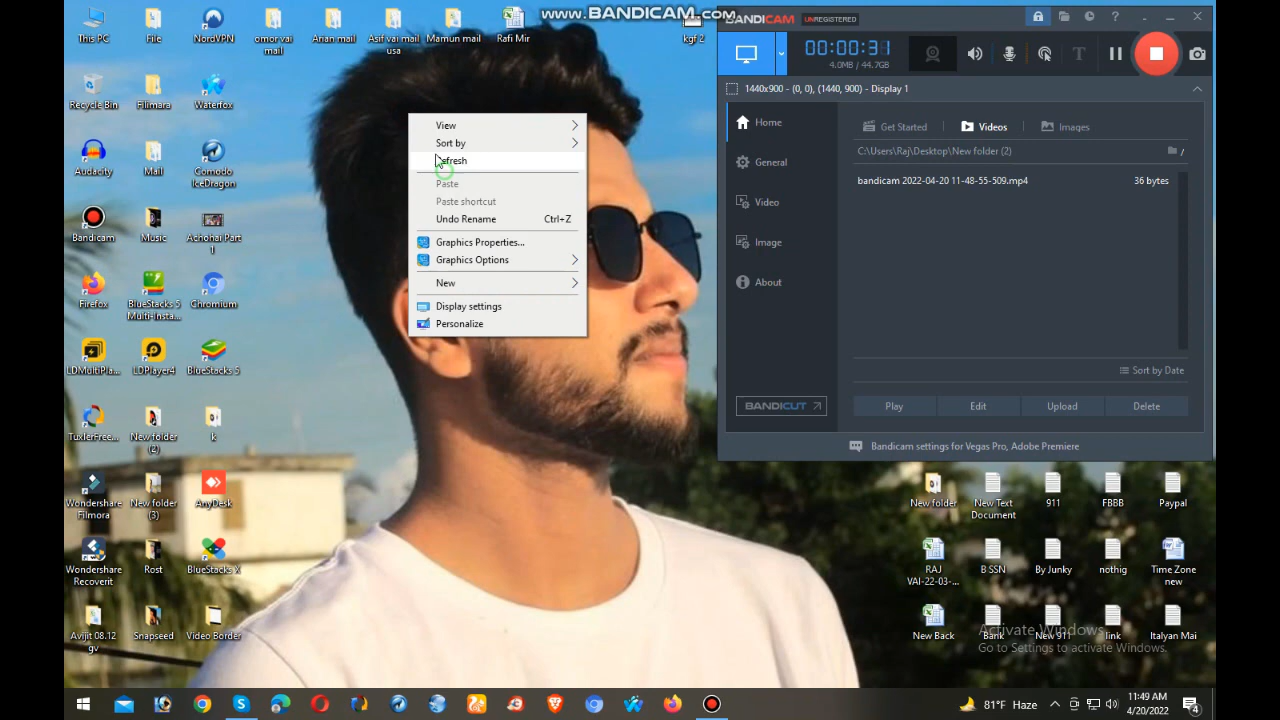 www.BANDICAM.com
This PC
File
NordVPN
omor vai
mail
Arian mail
Asif vai mail
usa
Mamun mail
Rafi Mir
kgf 2
Recycle Bin
Filimara
Waterfox
Audacity
Mail
Comodo
IceDragon
Bandicam
Music
Achohai Part
1
Firefox
BlueStacks 5
Multi-Insta...
Chromium
LDMultiPla...
LDPlayer4
BlueStacks 5
TuxlerFree...
New folder
(2)
k
Wondershare
Filmora
New folder
(3)
AnyDesk
Wondershare
Recoverit
Rost
BlueStacks X
Avijit 08.12
gv
Snapseed
Video Border
View
Sort by
efresh
Paste
Paste shortcut
Undo Rename Ctrl+Z
Graphics Properties...
Graphics Options
New
Display settings
Personalize
BANDICAM UNREGISTERED
00:00:31
4.0MB / 44.7GB
1440x900 - (0, 0), (1440, 900) - Display 1
Home
General
Video
Image
About
BANDICUT
Get Started
Videos
Images
C:\Users\Raj\Desktop\New folder (2)
/
bandicam 2022-04-20 11-48-55-509.mp4 36 bytes
Sort by Date
Play Edit Upload Delete
Bandicam settings for Vegas Pro, Adobe Premiere
New folder
New Text
Document
911
FBBB
Paypal
RAJ
VAI-22-03-...
B SSN
By Junky
nothig
Time Zone
new
New Back
Bank
New 911
link
Italyan Mai
Activate Windows
Go to Settings to activate Windows.
81°F Haze
11:49 AM
4/20/2022
4